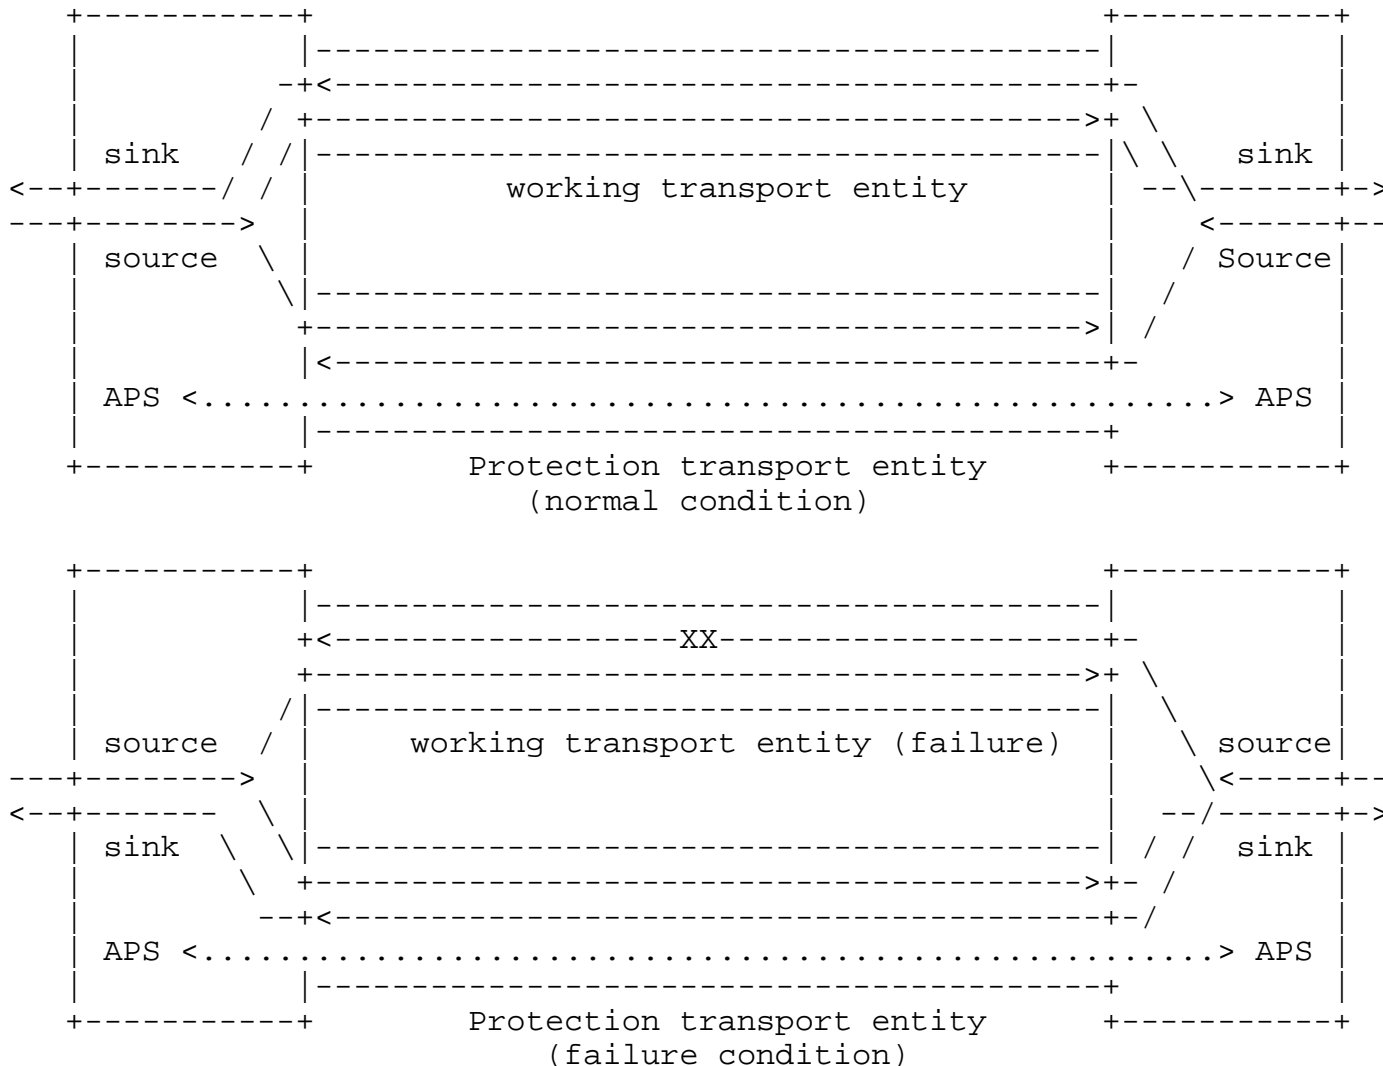 sink sink
working transport entity
source Source
APS APS
Protection transport entity
(normal condition)
XX
source working transport entity (failure) source
sink sink
APS APS
Protection transport entity
(failure condition)